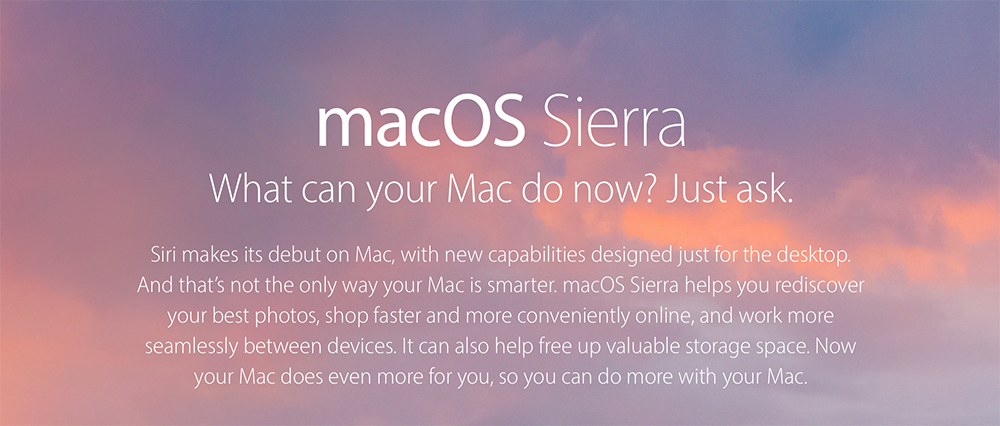 macOS Sierra
What can your Mac do now? Just ask.
Siri makes its debut on Mac, with new capabilities designed just for the desktop.
And that’s not the only way your Mac is smarter. macOS Sierra helps you rediscover
your best photos, shop faster and more conveniently online, and work more
seamlessly between devices. It can also help free up valuable storage space. Now
your Mac does even more for you, so you can do more with your Mac.